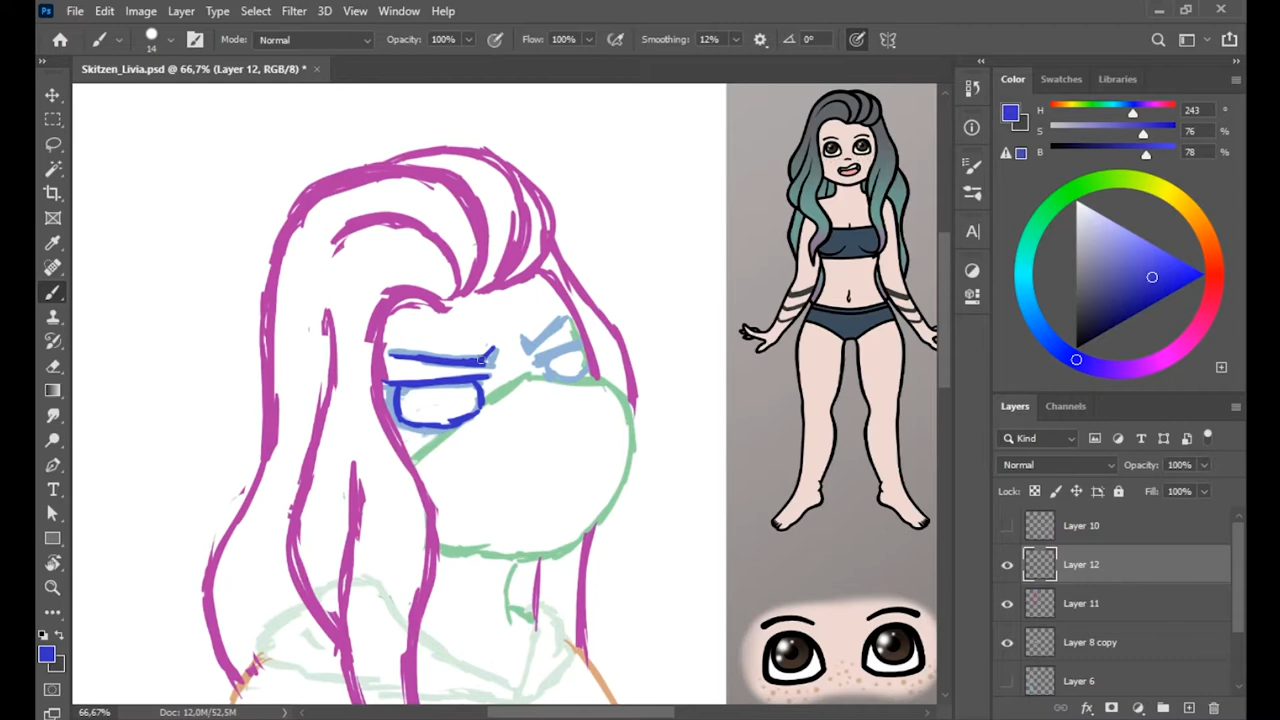 Ps File Edit Image Layer Type Select Filter 3D View Window Help
14 Mode: Normal Opacity: 100% Flow: 100% Smoothing: 12% 0°
Skitzen_Livia.psd @ 66,7% (Layer 12, RGB/8) * ×
Color Swatches Libraries
H 243 °
S 76 %
B 78 %
A
Layers Channels
Kind T
Normal Opacity: 100%
Lock: Fill: 100%
Layer 10
Layer 12
Layer 11
Layer 8 copy
Layer 6
T
fx
66,67% Doc: 12,0M/52,5M